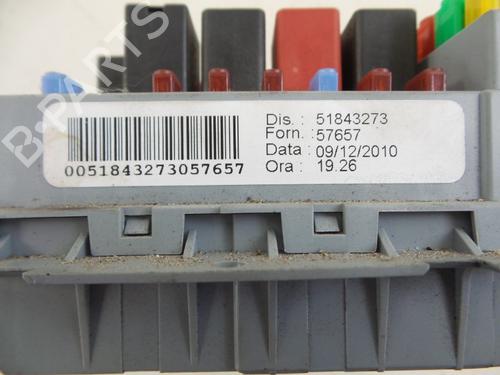 B-PARTS
Dis. : 51843273
Forn. : 57657
Data : 09/12/2010
Ora : 19.26
0051843273057657